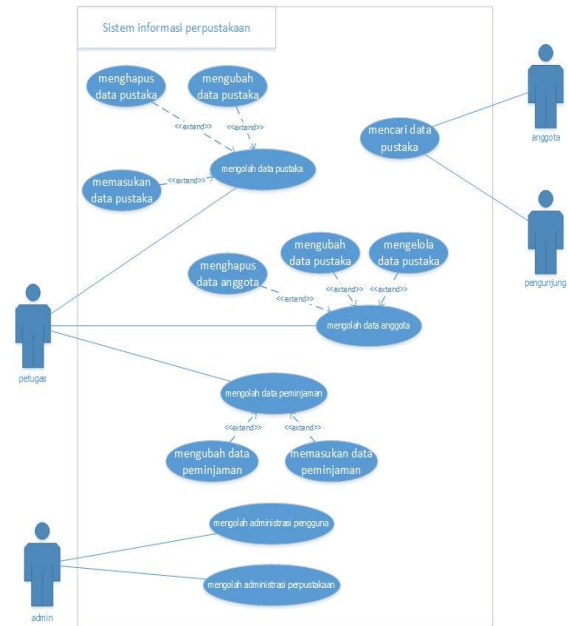 Sistem informasi perpustakaan
menghapus
data pustaka
mengubah
data pustaka
<<extend>>
<<extend>>
memasukan
data pustaka
<<extend>>
mengolah data pustaka
mencari data
pustaka
anggota
pengunjung
menghapus
data anggota
mengubah
data pustaka
mengelola
data pustaka
<<extend>>
<<extend>>
<<extend>>
mengolah data anggota
petugas
mengolah data peminjaman
<<extend>>
<<extend>>
mengubah data
peminjaman
memasukan data
peminjaman
mengolah administrasi pengguna
mengolah administrasi perpustakaan
admin